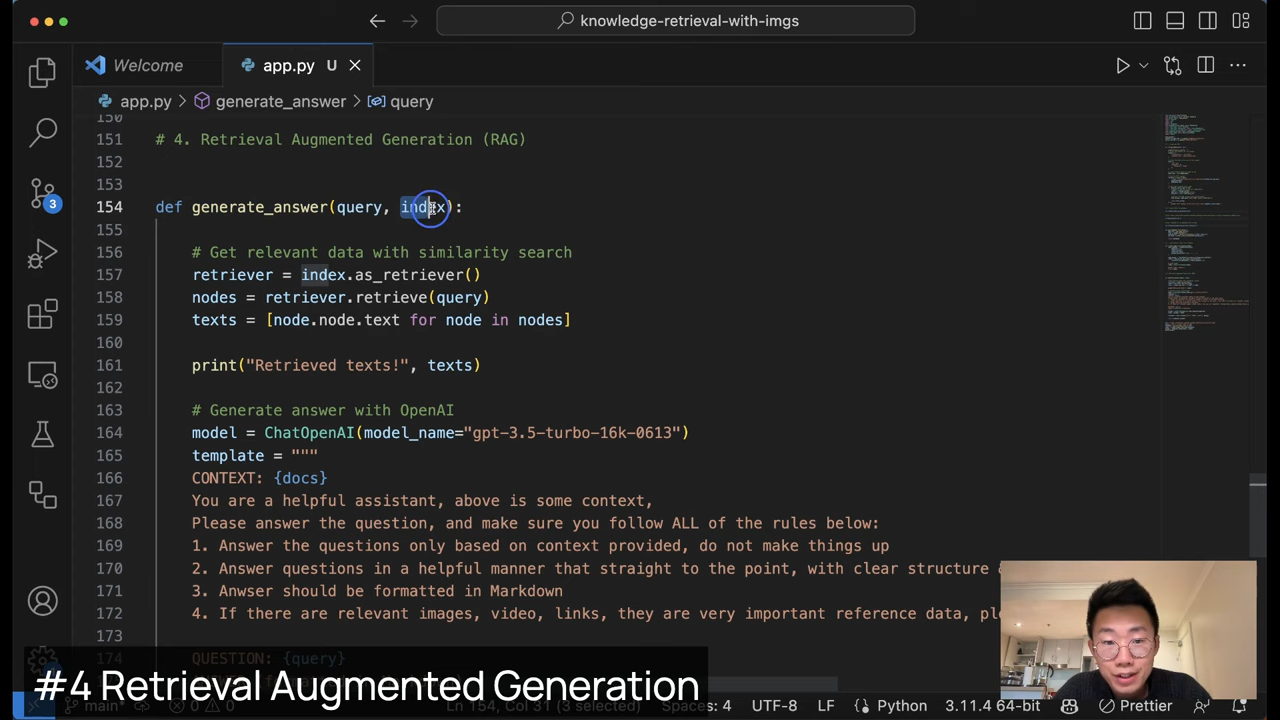 knowledge-retrieval-with-imgs
Welcome
app.py U
app.py > generate_answer > query
150
151 # 4. Retrieval Augmented Generation (RAG)
152
153
154 def generate_answer(query, index):
155
156 # Get relevant data with similarity search
157 retriever = index.as_retriever()
158 nodes = retriever.retrieve(query)
159 texts = [node.node.text for node in nodes]
160
161 print("Retrieved texts!", texts)
162
163 # Generate answer with OpenAI
164 model = ChatOpenAI(model_name="gpt-3.5-turbo-16k-0613")
165 template = """
166 CONTEXT: {docs}
167 You are a helpful assistant, above is some context,
168 Please answer the question, and make sure you follow ALL of the rules below:
169 1. Answer the questions only based on context provided, do not make things up
170 2. Answer questions in a helpful manner that straight to the point, with clear structure &
171 3. Anwser should be formatted in Markdown
172 4. If there are relevant images, video, links, they are very important reference data, ple
173
174 QUESTION: {query}
3
#4 Retrieval Augmented Generation
main* 0 0 Ln 154, Col 31 (3 selected) Spaces: 4 UTF-8 LF Python 3.11.4 64-bit Prettier